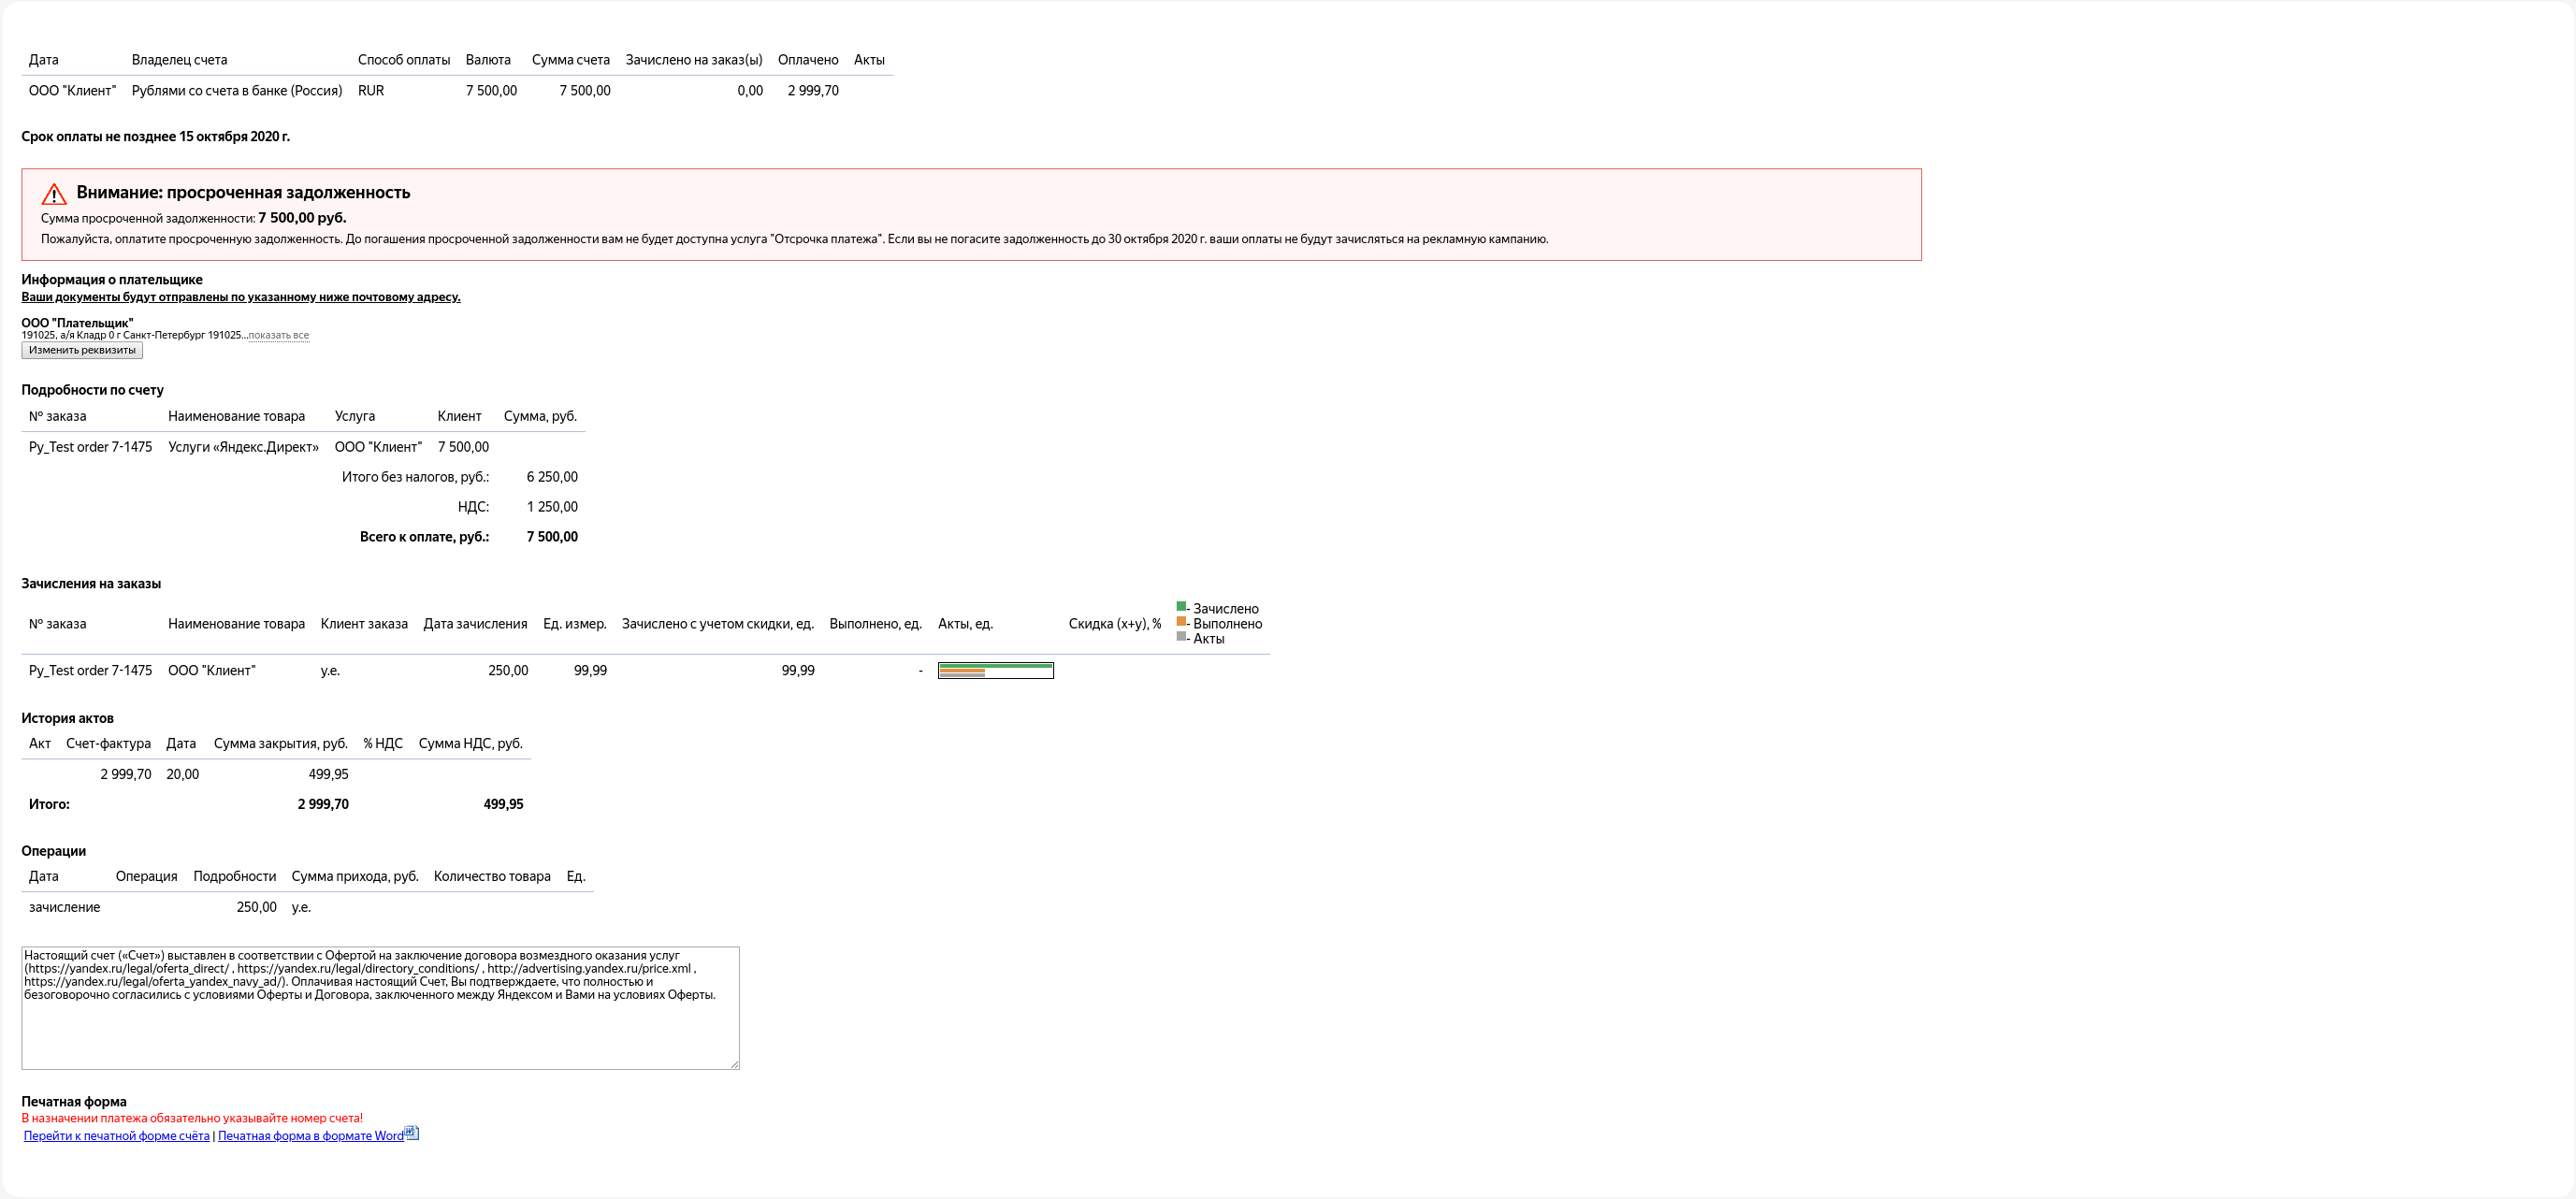 Дата Владелец счета Способ оплаты Валюта Сумма счета Зачислено на заказ(ы) Оплачено Акты
ООО "Клиент" Рублями со счета в банке (Россия) RUR 7 500,00 7 500,00 0,00 2 999,70
Срок оплаты не позднее 15 октября 2020 г.
Внимание: просроченная задолженность
Сумма просроченной задолженности: 7 500,00 руб.
Пожалуйста, оплатите просроченную задолженность. До погашения просроченной задолженности вам не будет доступна услуга "Отсрочка платежа". Если вы не погасите задолженность до 30 октября 2020 г. ваши оплаты не будут зачисляться на рекламную кампанию.
Информация о плательщике
Ваши документы будут отправлены по указанному ниже почтовому адресу.
ООО "Плательщик"
191025, а/я Кладр 0 г Санкт-Петербург 191025...показать все
Изменить реквизиты
Подробности по счету
№ заказа Наименование товара Услуга Клиент Сумма, руб.
Py_Test order 7-1475 Услуги «Яндекс.Директ» ООО "Клиент" 7 500,00
Итого без налогов, руб.: 6 250,00
НДС: 1 250,00
Всего к оплате, руб.: 7 500,00
Зачисления на заказы
№ заказа Наименование товара Клиент заказа Дата зачисления Ед. измер. Зачислено с учетом скидки, ед. Выполнено, ед. Акты, ед. Скидка (x+y), %
- Зачислено
- Выполнено
- Акты
Py_Test order 7-1475 ООО "Клиент" у.е. 250,00 99,99 99,99 -
История актов
Акт Счет-фактура Дата Сумма закрытия, руб. % НДС Сумма НДС, руб.
2 999,70 20,00 499,95
Итого: 2 999,70 499,95
Операции
Дата Операция Подробности Сумма прихода, руб. Количество товара Ед.
зачисление 250,00 у.е.
Настоящий счет («Счет») выставлен в соответствии с Офертой на заключение договора возмездного оказания услуг
(https://yandex.ru/legal/oferta_direct/ , https://yandex.ru/legal/directory_conditions/ , http://advertising.yandex.ru/price.xml ,
https://yandex.ru/legal/oferta_yandex_navy_ad/). Оплачивая настоящий Счет, Вы подтверждаете, что полностью и
безоговорочно согласились с условиями Оферты и Договора, заключенного между Яндексом и Вами на условиях Оферты.
Печатная форма
В назначении платежа обязательно указывайте номер счета!
Перейти к печатной форме счёта | Печатная форма в формате Word